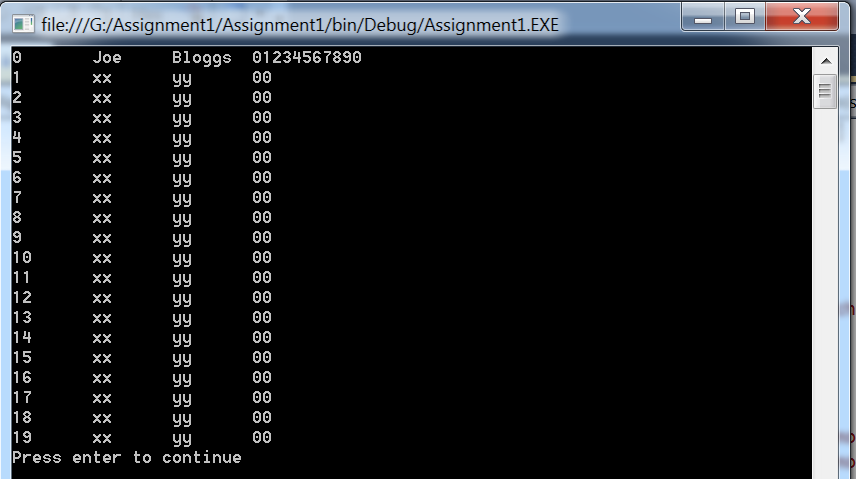 file:///G:/Assignment1/Assignment1/bin/Debug/Assignment1.EXE
0 Joe Bloggs 01234567890
1 xx yy 00
2 xx yy 00
3 xx yy 00
4 xx yy 00
5 xx yy 00
6 xx yy 00
7 xx yy 00
8 xx yy 00
9 xx yy 00
10 xx yy 00
11 xx yy 00
12 xx yy 00
13 xx yy 00
14 xx yy 00
15 xx yy 00
16 xx yy 00
17 xx yy 00
18 xx yy 00
19 xx yy 00
Press enter to continue